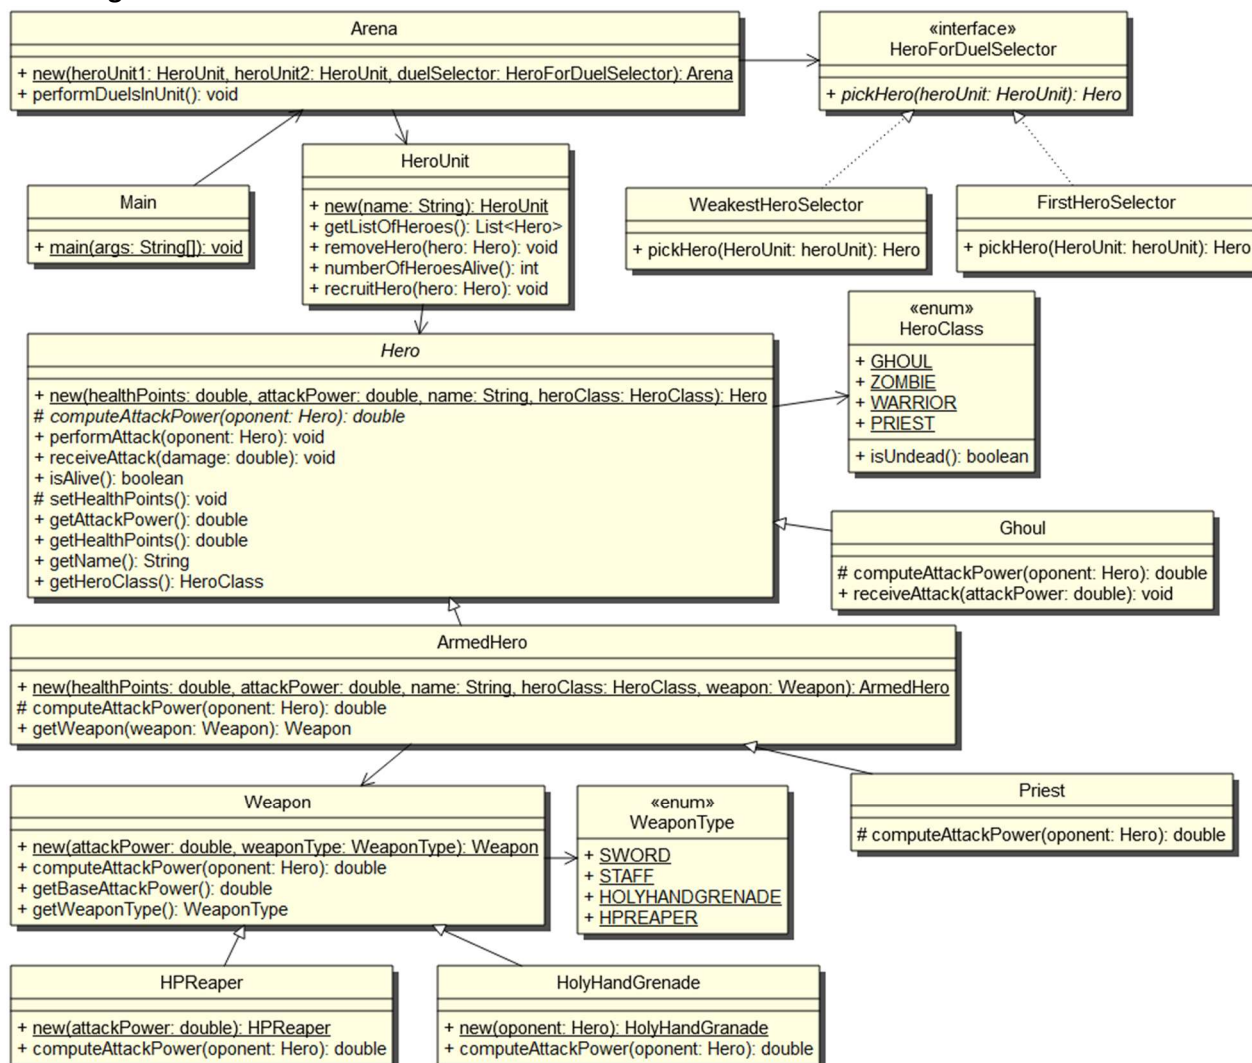 Arena
+ new(heroUnit1: HeroUnit, heroUnit2: HeroUnit, duelSelector: HeroForDuelSelector): Arena
+ performDuelsInUnit(): void
«interface»
HeroForDuelSelector
+ pickHero(heroUnit: HeroUnit): Hero
Main
+ main(args: String[]): void
HeroUnit
+ new(name: String): HeroUnit
+ getListOfHeroes(): List<Hero>
+ removeHero(hero: Hero): void
+ numberOfHeroesAlive(): int
+ recruitHero(hero: Hero): void
WeakestHeroSelector
+ pickHero(HeroUnit: heroUnit): Hero
FirstHeroSelector
+ pickHero(HeroUnit: heroUnit): Hero
Hero
+ new(healthPoints: double, attackPower: double, name: String, heroClass: HeroClass): Hero
# computeAttackPower(oponent: Hero): double
+ performAttack(oponent: Hero): void
+ receiveAttack(damage: double): void
+ isAlive(): boolean
# setHealthPoints(): void
+ getAttackPower(): double
+ getHealthPoints(): double
+ getName(): String
+ getHeroClass(): HeroClass
«enum»
HeroClass
+ GHOUL
+ ZOMBIE
+ WARRIOR
+ PRIEST
+ isUndead(): boolean
Ghoul
# computeAttackPower(oponent: Hero): double
+ receiveAttack(attackPower: double): void
ArmedHero
+ new(healthPoints: double, attackPower: double, name: String, heroClass: HeroClass, weapon: Weapon): ArmedHero
# computeAttackPower(oponent: Hero): double
+ getWeapon(weapon: Weapon): Weapon
Weapon
+ new(attackPower: double, weaponType: WeaponType): Weapon
+ computeAttackPower(oponent: Hero): double
+ getBaseAttackPower(): double
+ getWeaponType(): WeaponType
«enum»
WeaponType
+ SWORD
+ STAFF
+ HOLYHANDGRENADE
+ HPREAPER
Priest
# computeAttackPower(oponent: Hero): double
HPReaper
+ new(attackPower: double): HPReaper
+ computeAttackPower(oponent: Hero): double
HolyHandGrenade
+ new(oponent: Hero): HolyHandGranade
+ computeAttackPower(oponent: Hero): double